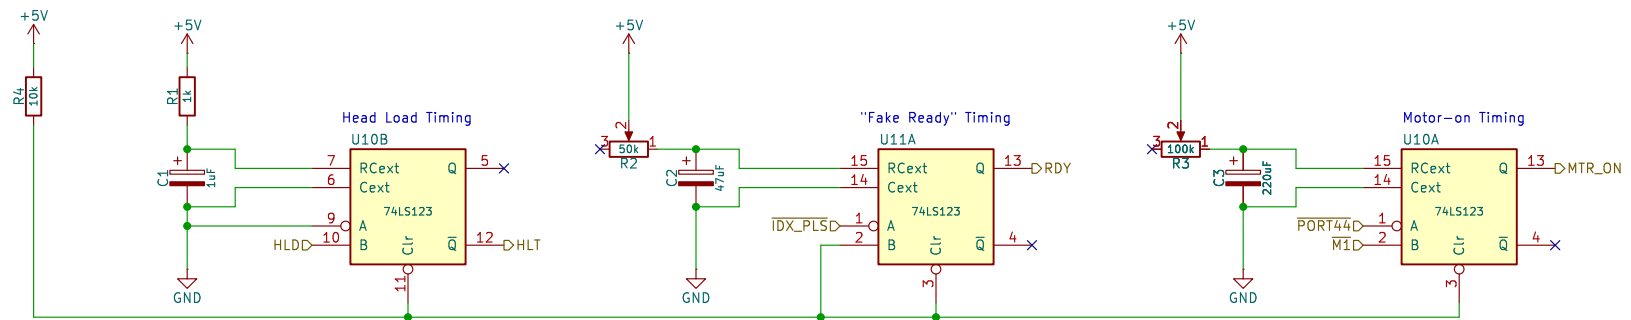 +5V
R4
10k
+5V
R1
1k
C1
+
1uF
Head Load Timing
U10B
7
RCext
Q
5
6
Cext
74LS123
9
A
HLD
10
B
Clr
Q
12
HLT
11
GND
+5V
2
3
1
50k
R2
C2
+
47uF
"Fake Ready" Timing
U11A
15
RCext
Q
13
RDY
14
Cext
74LS123
IDX_PLS
1
A
2
B
Clr
Q
4
3
GND
+5V
2
3
1
100k
R3
C3
+
220uF
Motor-on Timing
U10A
15
RCext
Q
13
MTR_ON
14
Cext
74LS123
PORT44
1
A
M1
2
B
Clr
Q
4
3
GND